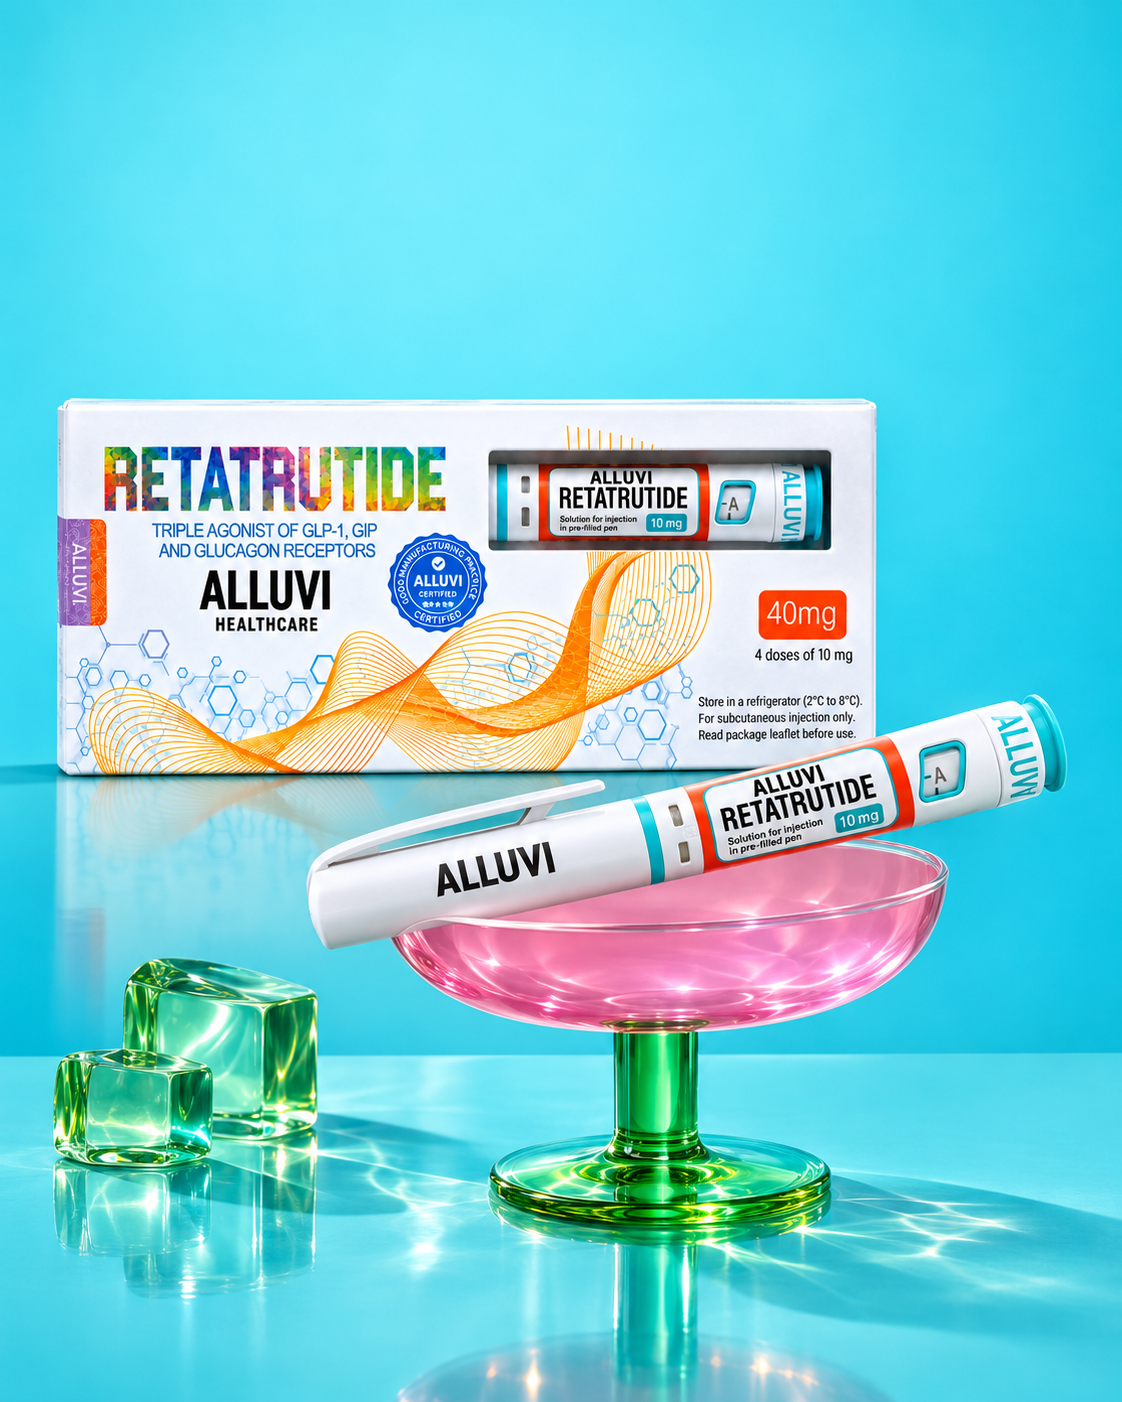 RETATRUTIDE
TRIPLE AGONIST OF GLP-1, GIP
AND GLUCAGON RECEPTORS
ALLUVI
HEALTHCARE
ALLUVI
GOOD MANUFACTURING PRACTICE
ALLUVI
CERTIFIED
CERTIFIED
ALLUVI
RETATRUTIDE
Solution for injection
in pre-filled pen
10 mg
A
ALLUVI
40mg
4 doses of 10 mg
Store in a refrigerator (2°C to 8°C).
For subcutaneous injection only.
Read package leaflet before use.
ALLUVI
ALLUVI
RETATRUTIDE
Solution for injection
in pre-filled pen
10 mg
A
ALLUVI